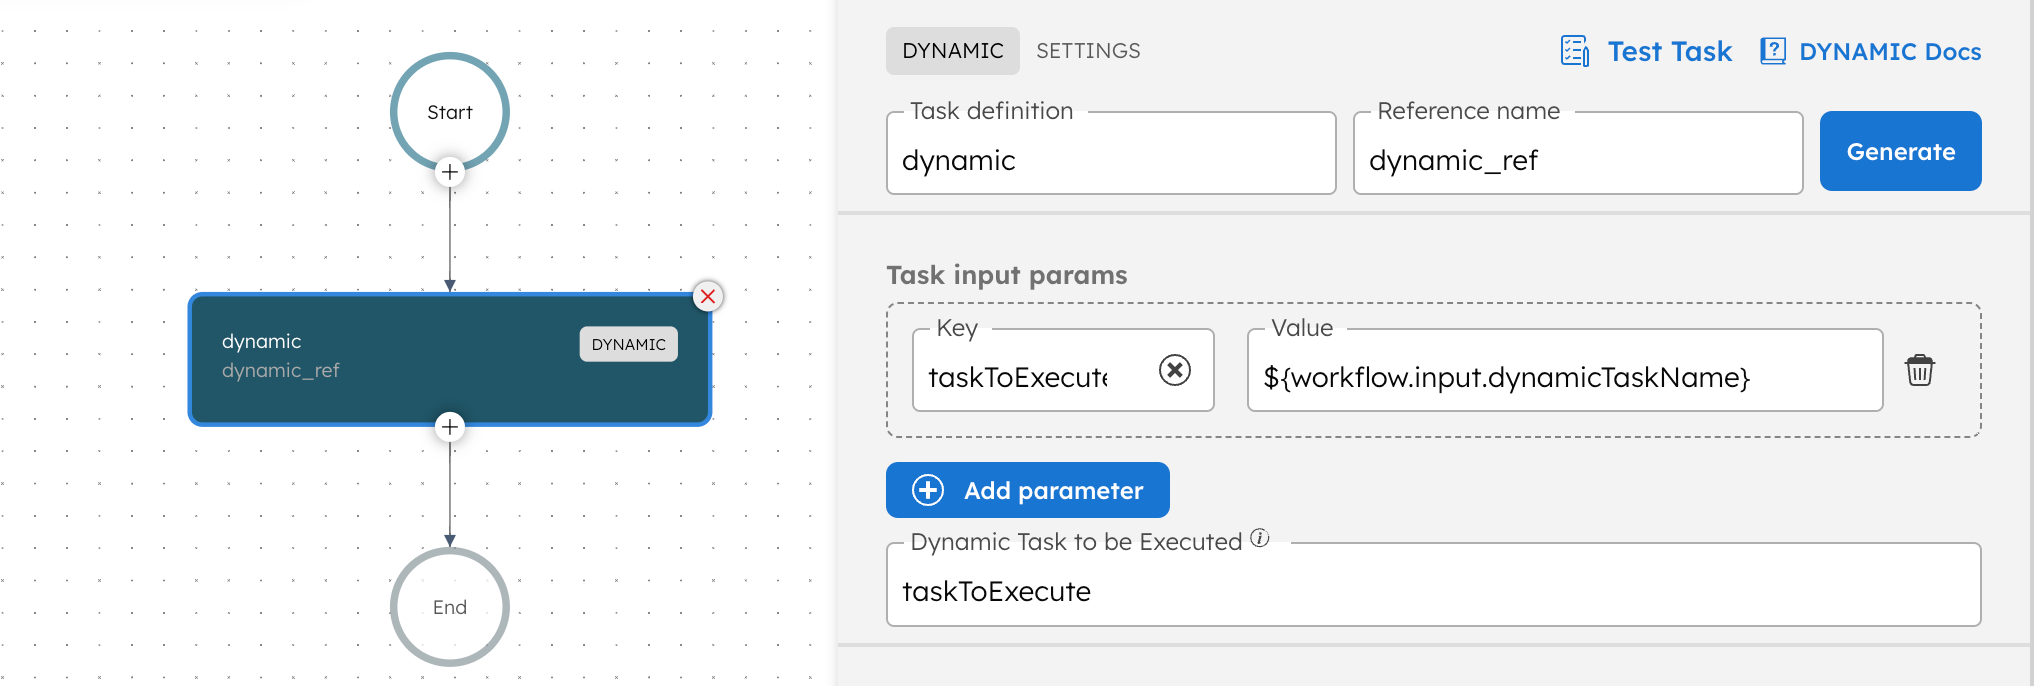 Start
dynamic
DYNAMIC
dynamic_ref
End
DYNAMIC
SETTINGS
Test Task
DYNAMIC Docs
Task definition
dynamic
Reference name
dynamic_ref
Generate
Task input params
Key
taskToExecute
Value
${workflow.input.dynamicTaskName}
Add parameter
Dynamic Task to be Executed
taskToExecute